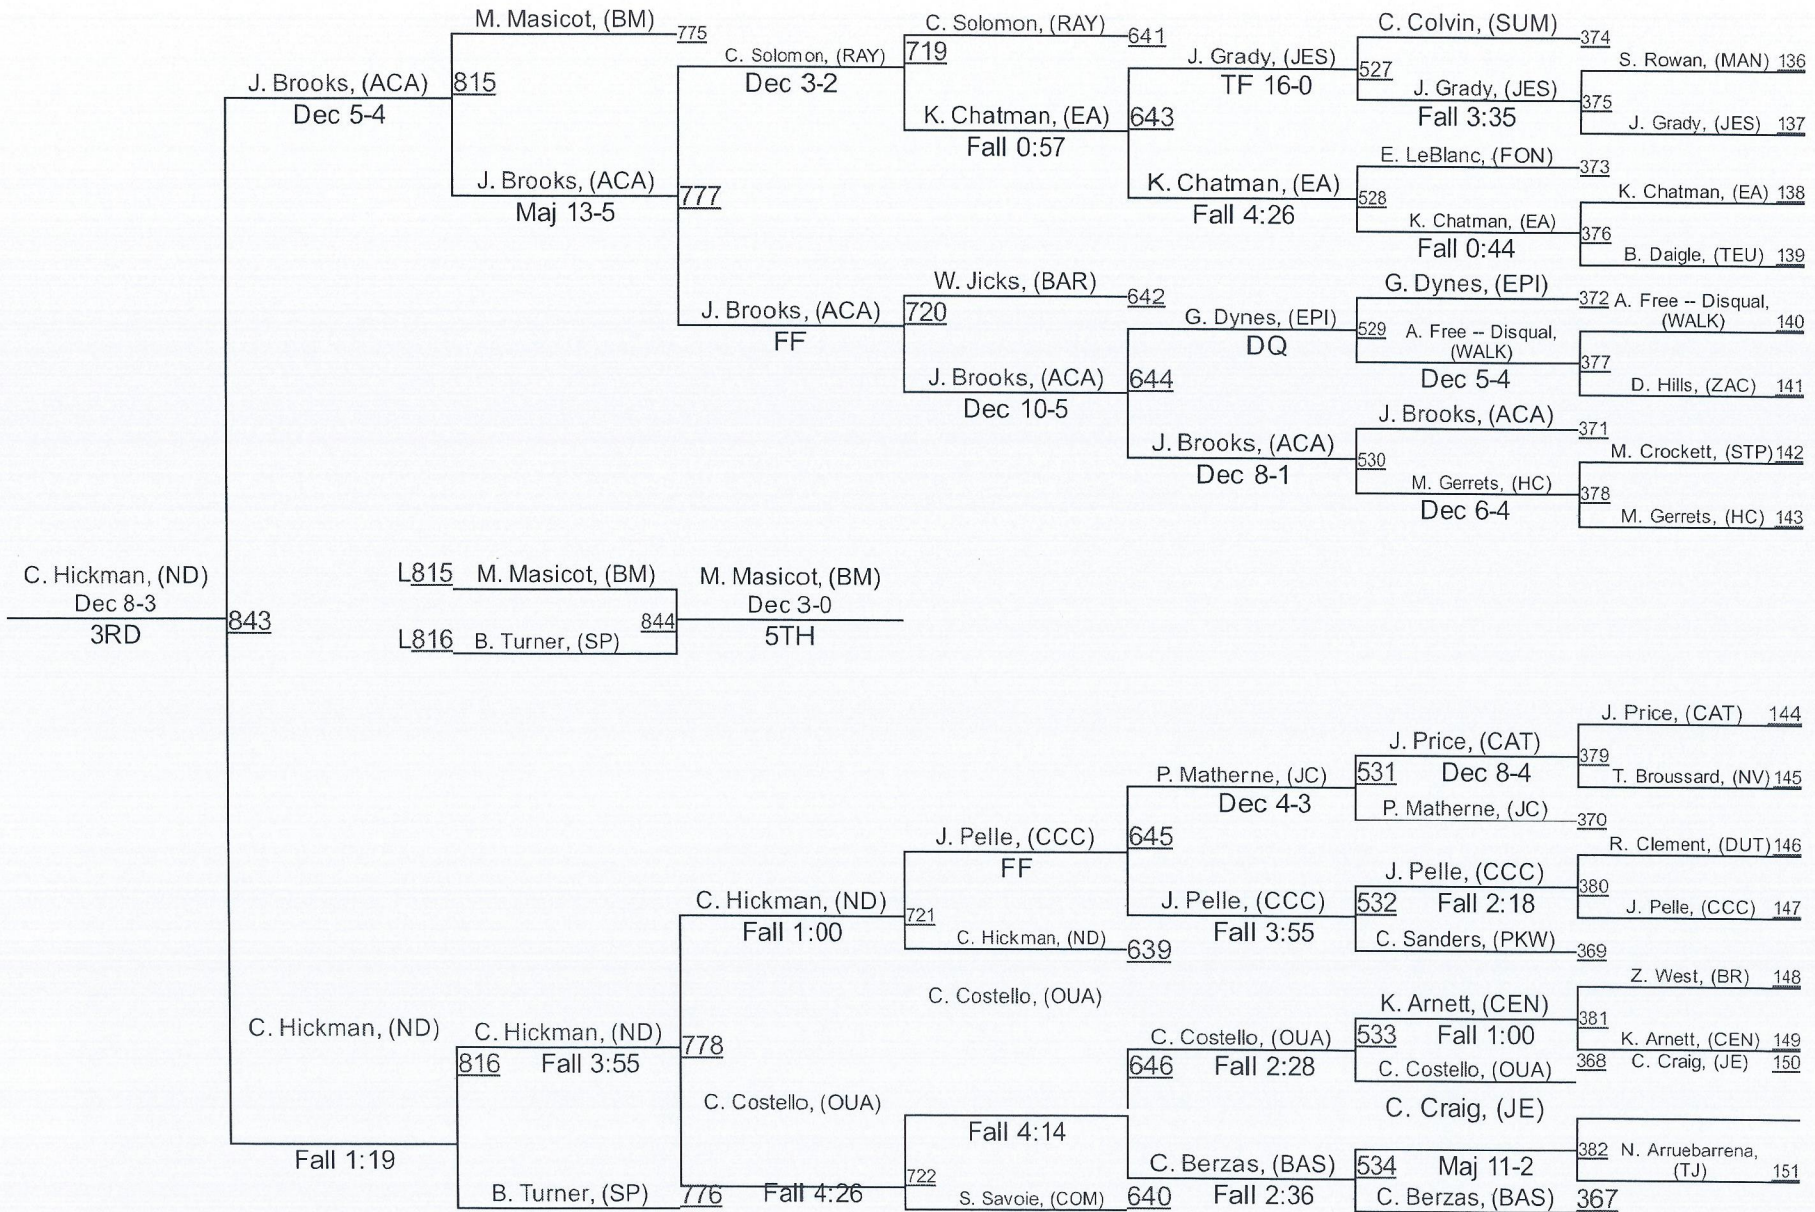 M. Masicot, (BM)
775
J. Brooks, (ACA)
815
Dec 5-4
J. Brooks, (ACA)
777
Maj 13-5
C. Solomon, (RAY)
Dec 3-2
719
C. Solomon, (RAY)
641
K. Chatman, (EA)
643
Fall 0:57
J. Grady, (JES)
527
TF 16-0
C. Colvin, (SUM)
374
S. Rowan, (MAN) 136
J. Grady, (JES)
375
Fall 3:35
J. Grady, (JES) 137
E. LeBlanc, (FON)
373
K. Chatman, (EA)
528
Fall 4:26
K. Chatman, (EA) 138
K. Chatman, (EA)
376
Fall 0:44
B. Daigle, (TEU) 139
J. Brooks, (ACA)
720
FF
W. Jicks, (BAR)
642
J. Brooks, (ACA)
644
Dec 10-5
G. Dynes, (EPI)
529
DQ
G. Dynes, (EPI)
372
A. Free -- Disqual,
(WALK) 140
A. Free -- Disqual,
(WALK)
377
Dec 5-4
D. Hills, (ZAC) 141
J. Brooks, (ACA)
530
Dec 8-1
J. Brooks, (ACA)
371
M. Crockett, (STP) 142
M. Gerrets, (HC)
378
Dec 6-4
M. Gerrets, (HC) 143
C. Hickman, (ND)
Dec 8-3
843
3RD
L815 M. Masicot, (BM)
844
L816 B. Turner, (SP)
M. Masicot, (BM)
Dec 3-0
5TH
J. Price, (CAT) 144
J. Price, (CAT)
379
Dec 8-4
T. Broussard, (NV) 145
P. Matherne, (JC)
531
Dec 4-3
P. Matherne, (JC)
370
J. Pelle, (CCC)
645
FF
R. Clement, (DUT) 146
J. Pelle, (CCC)
380
Fall 2:18
J. Pelle, (CCC) 147
J. Pelle, (CCC)
532
Fall 3:55
C. Sanders, (PKW)
369
C. Hickman, (ND)
721
Fall 1:00
C. Hickman, (ND)
639
C. Costello, (OUA)
Z. West, (BR) 148
K. Arnett, (CEN)
381
Fall 1:00
K. Arnett, (CEN) 149
C. Costello, (OUA)
533
Fall 2:28
646
C. Costello, (OUA)
368
C. Craig, (JE) 150
C. Hickman, (ND)
C. Hickman, (ND)
778
816
Fall 3:55
C. Costello, (OUA)
C. Craig, (JE)
Fall 4:14
Fall 1:19
C. Berzas, (BAS)
534
Maj 11-2
382
N. Arruebarrena,
(TJ) 151
B. Turner, (SP)
776
Fall 4:26
722
S. Savoie, (COM)
640
Fall 2:36
C. Berzas, (BAS)
367